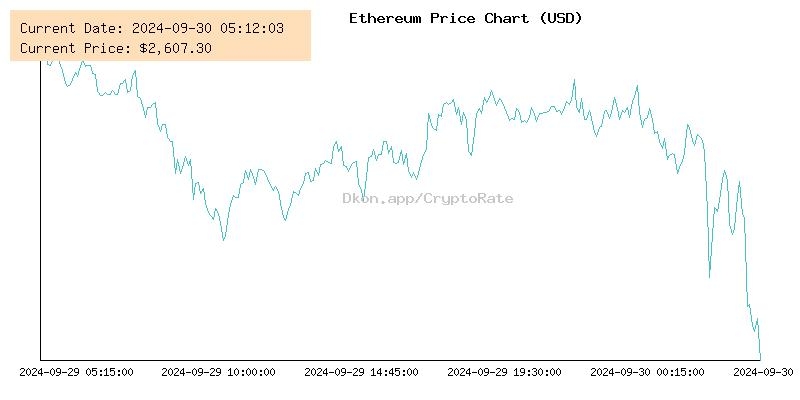 Ethereum Price Chart (USD)
Current Date: 2024-09-30 05:12:03
Current Price: $2,607.30
Dkon.app/CryptoRate
2024-09-29 05:15:00 2024-09-29 10:00:00 2024-09-29 14:45:00 2024-09-29 19:30:00 2024-09-30 00:15:00 2024-09-30